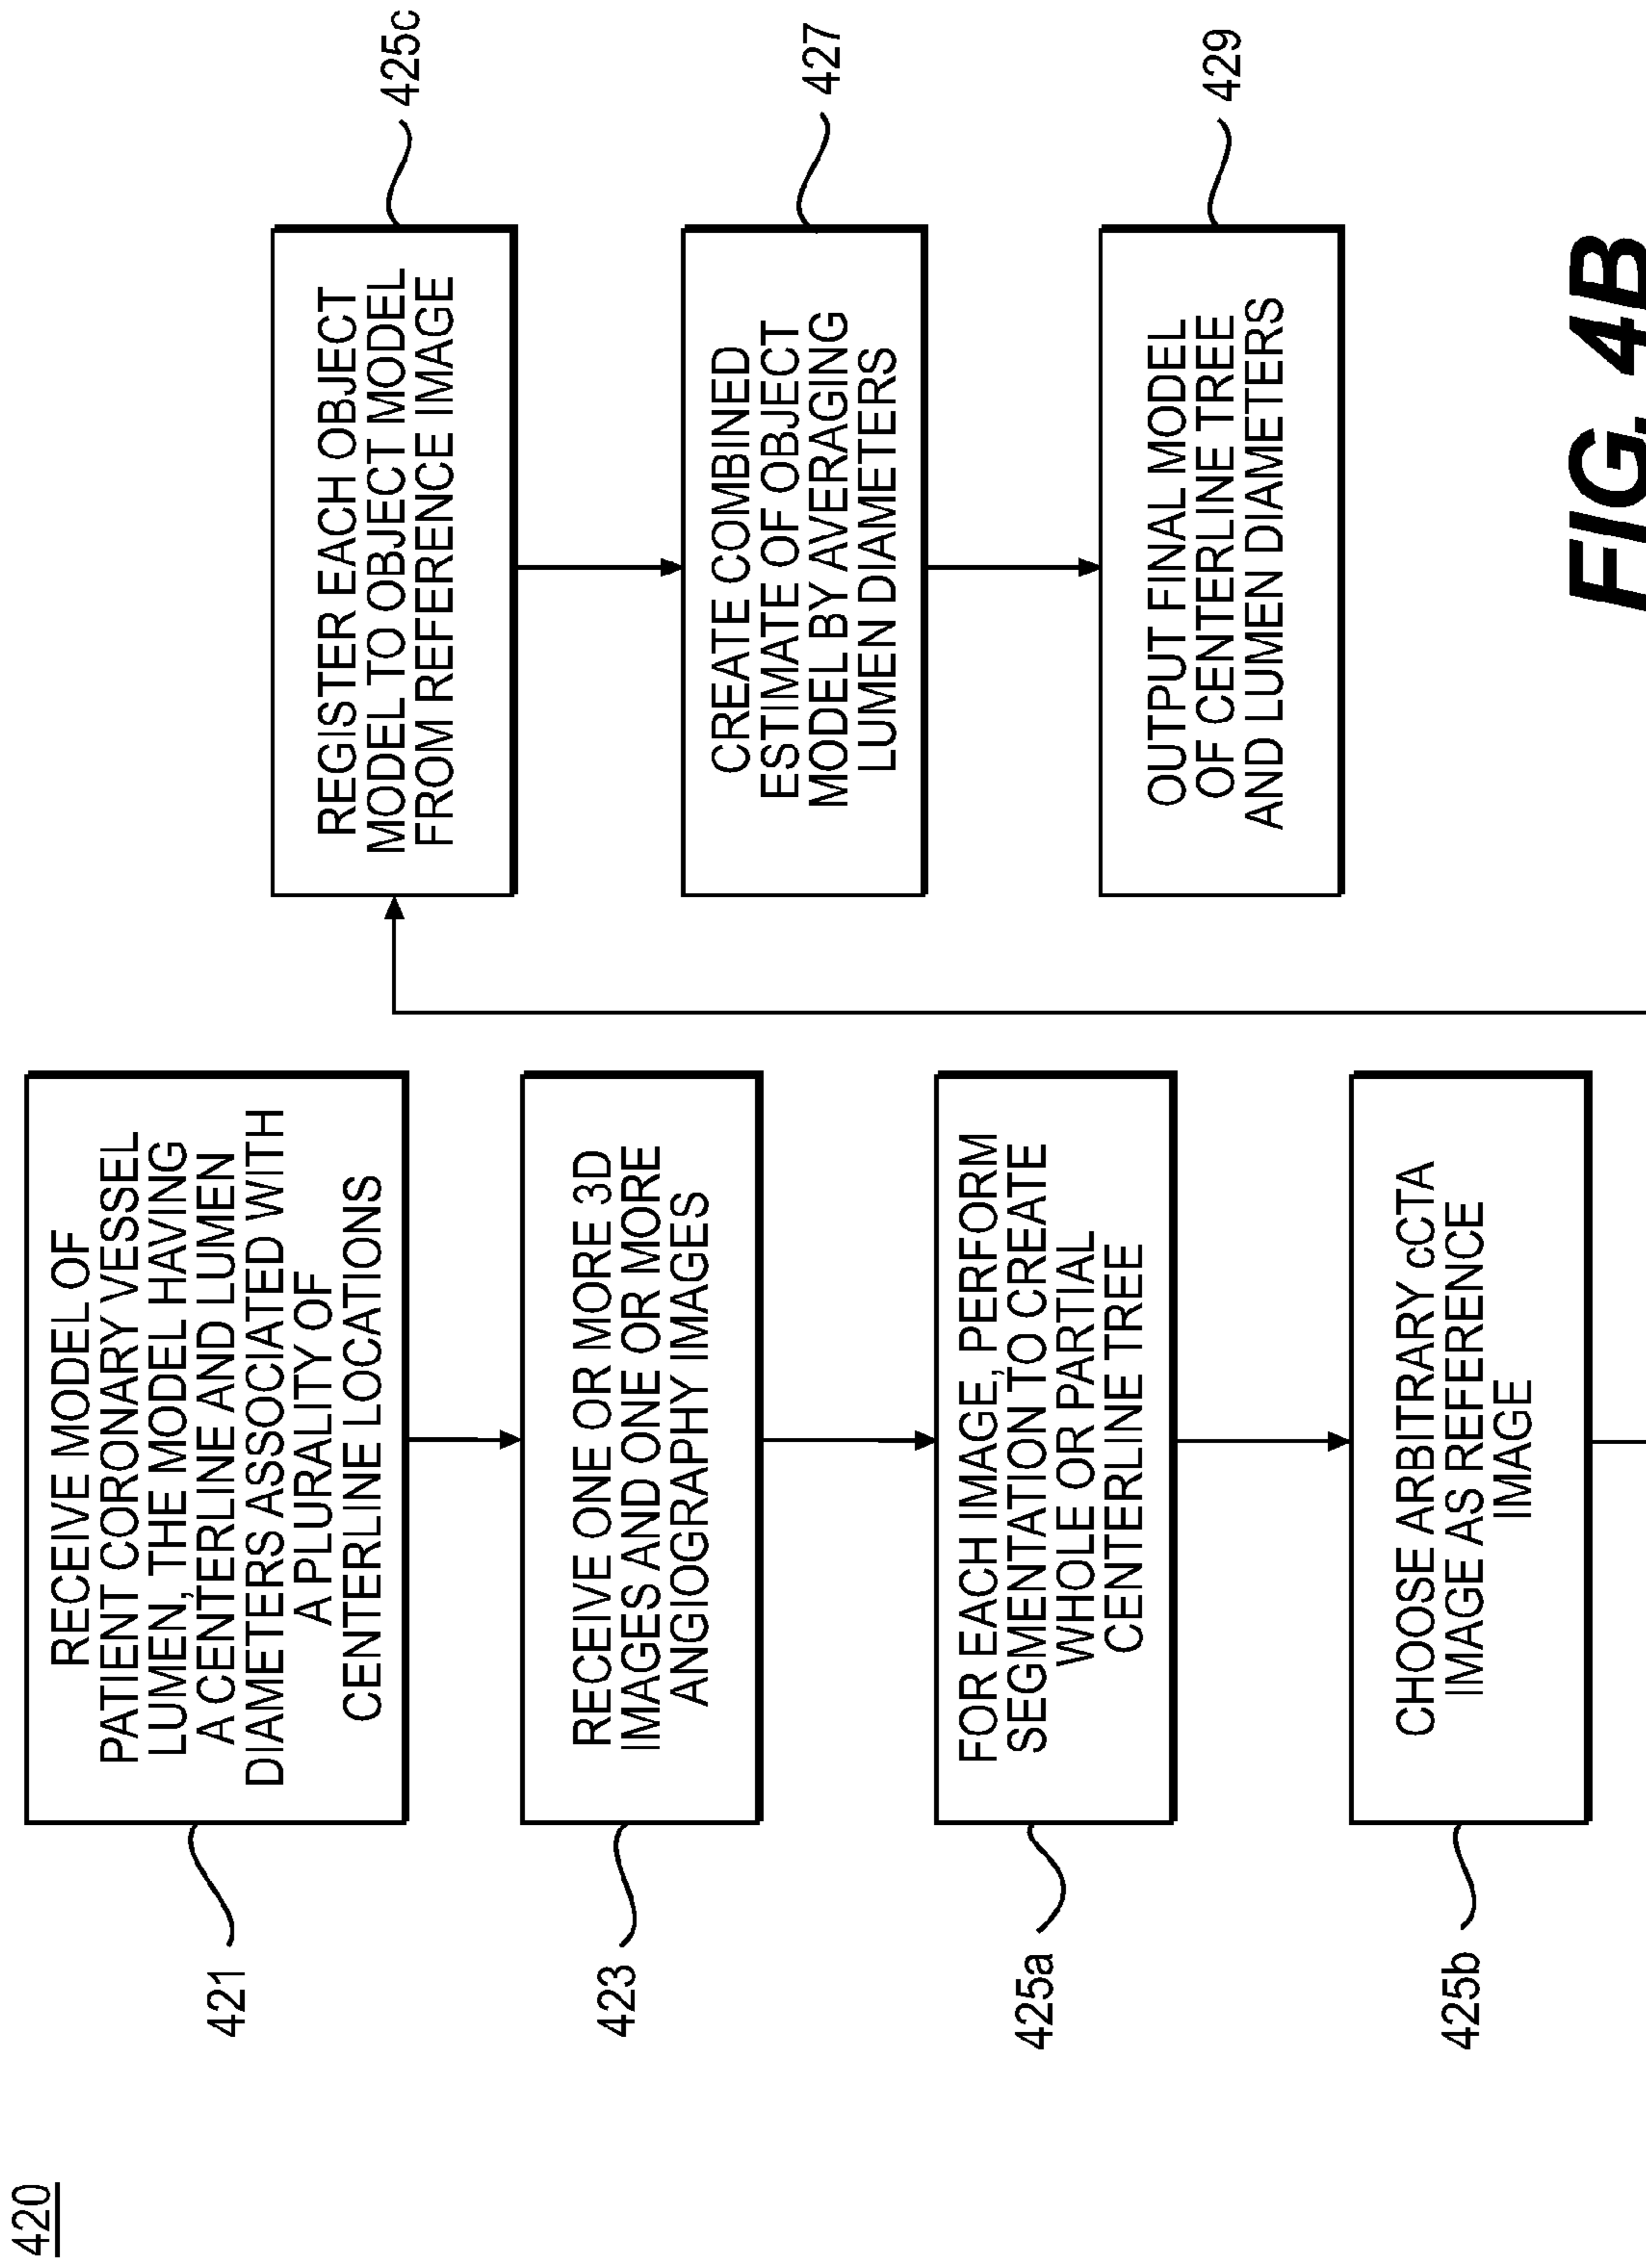 420
421
RECEIVE MODEL OF
PATIENT CORONARY VESSEL
LUMEN, THE MODEL HAVING
A CENTERLINE AND LUMEN
DIAMETERS ASSOCIATED WITH
A PLURALITY OF
CENTERLINE LOCATIONS
423
RECEIVE ONE OR MORE 3D
IMAGES AND ONE OR MORE
ANGIOGRAPHY IMAGES
425a
FOR EACH IMAGE, PERFORM
SEGMENTATION TO CREATE
WHOLE OR PARTIAL
CENTERLINE TREE
425b
CHOOSE ARBITRARY cCTA
IMAGE AS REFERENCE
IMAGE
425c
REGISTER EACH OBJECT
MODEL TO OBJECT MODEL
FROM REFERENCE IMAGE
427
CREATE COMBINED
ESTIMATE OF OBJECT
MODEL BY AVERAGING
LUMEN DIAMETERS
429
OUTPUT FINAL MODEL
OF CENTERLINE TREE
AND LUMEN DIAMETERS
FIG. 4B